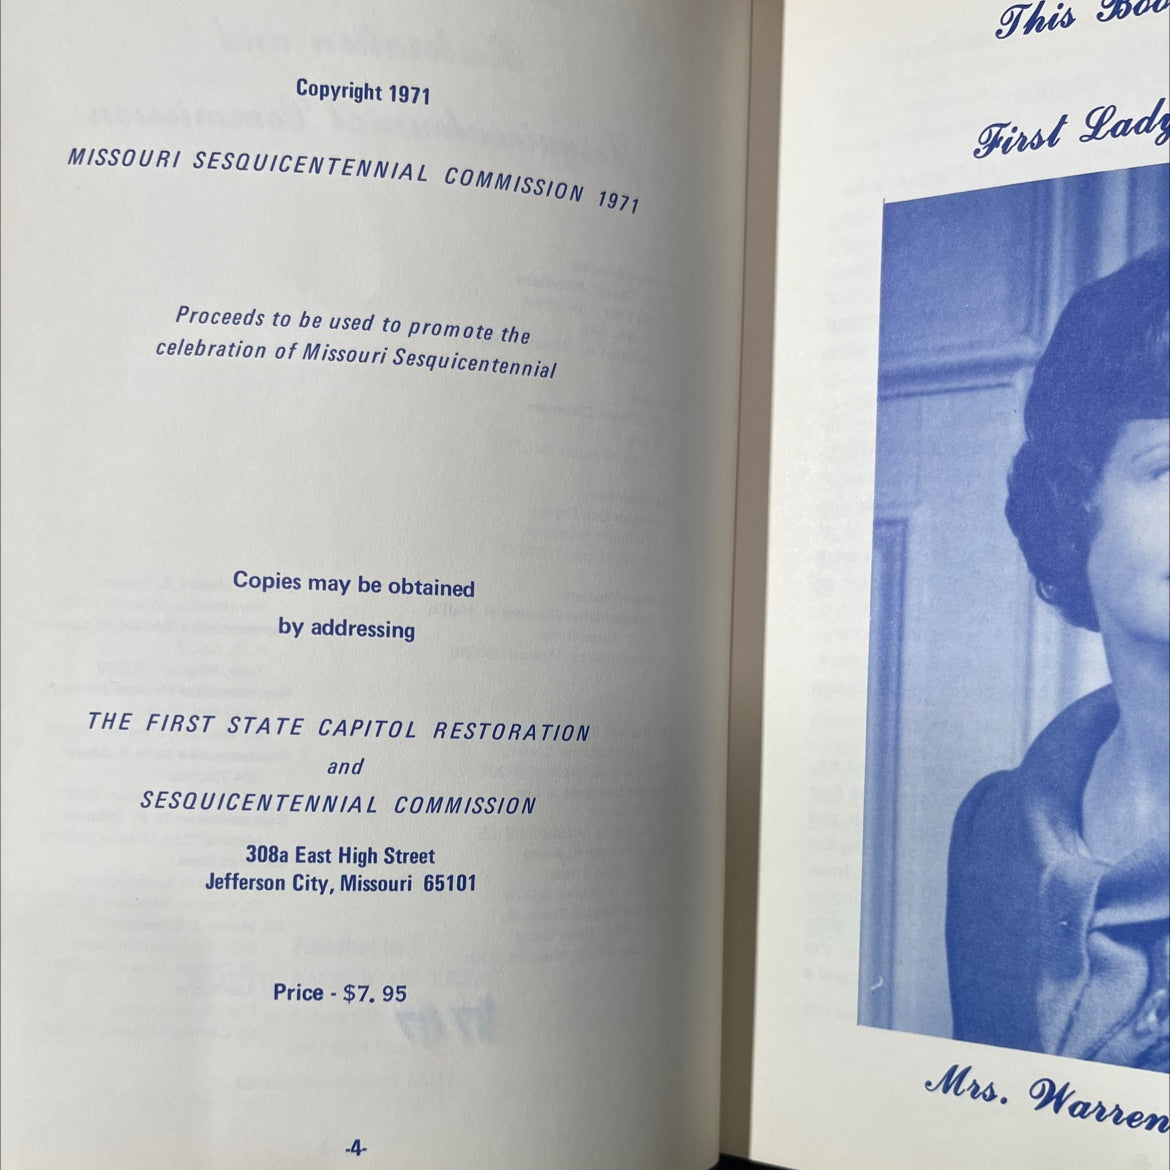 Copyright 1971
MISSOURI SESQUICENTENNIAL COMMISSION 1971
Proceeds to be used to promote the
celebration of Missouri Sesquicentennial
Copies may be obtained
by addressing
THE FIRST STATE CAPITOL RESTORATION
and
SESQUICENTENNIAL COMMISSION
308a East High Street
Jefferson City, Missouri 65101
Price - $7.95
-4-
This
First Lady
Mrs. Warren